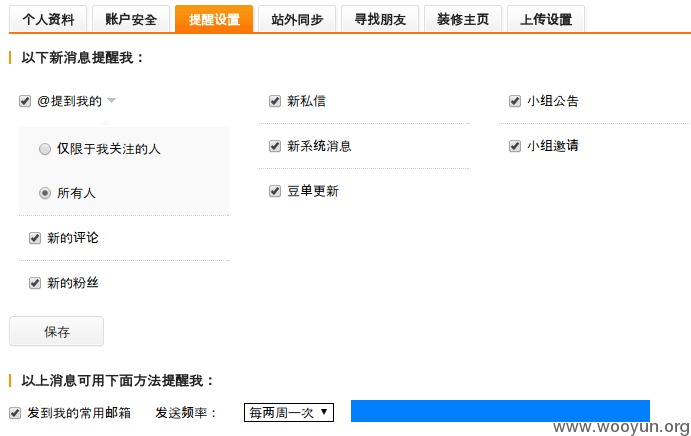 个人资料 账户安全 提醒设置 站外同步 寻找朋友 装修主页 上传设置
以下新消息提醒我：
@提到我的 新私信 小组公告
仅限于我关注的人 新系统消息 小组邀请
所有人 豆单更新
新的评论
新的粉丝
保存
以上消息可用下面方法提醒我：
发到我的常用邮箱 发送频率： 每两周一次
www.wooyun.org